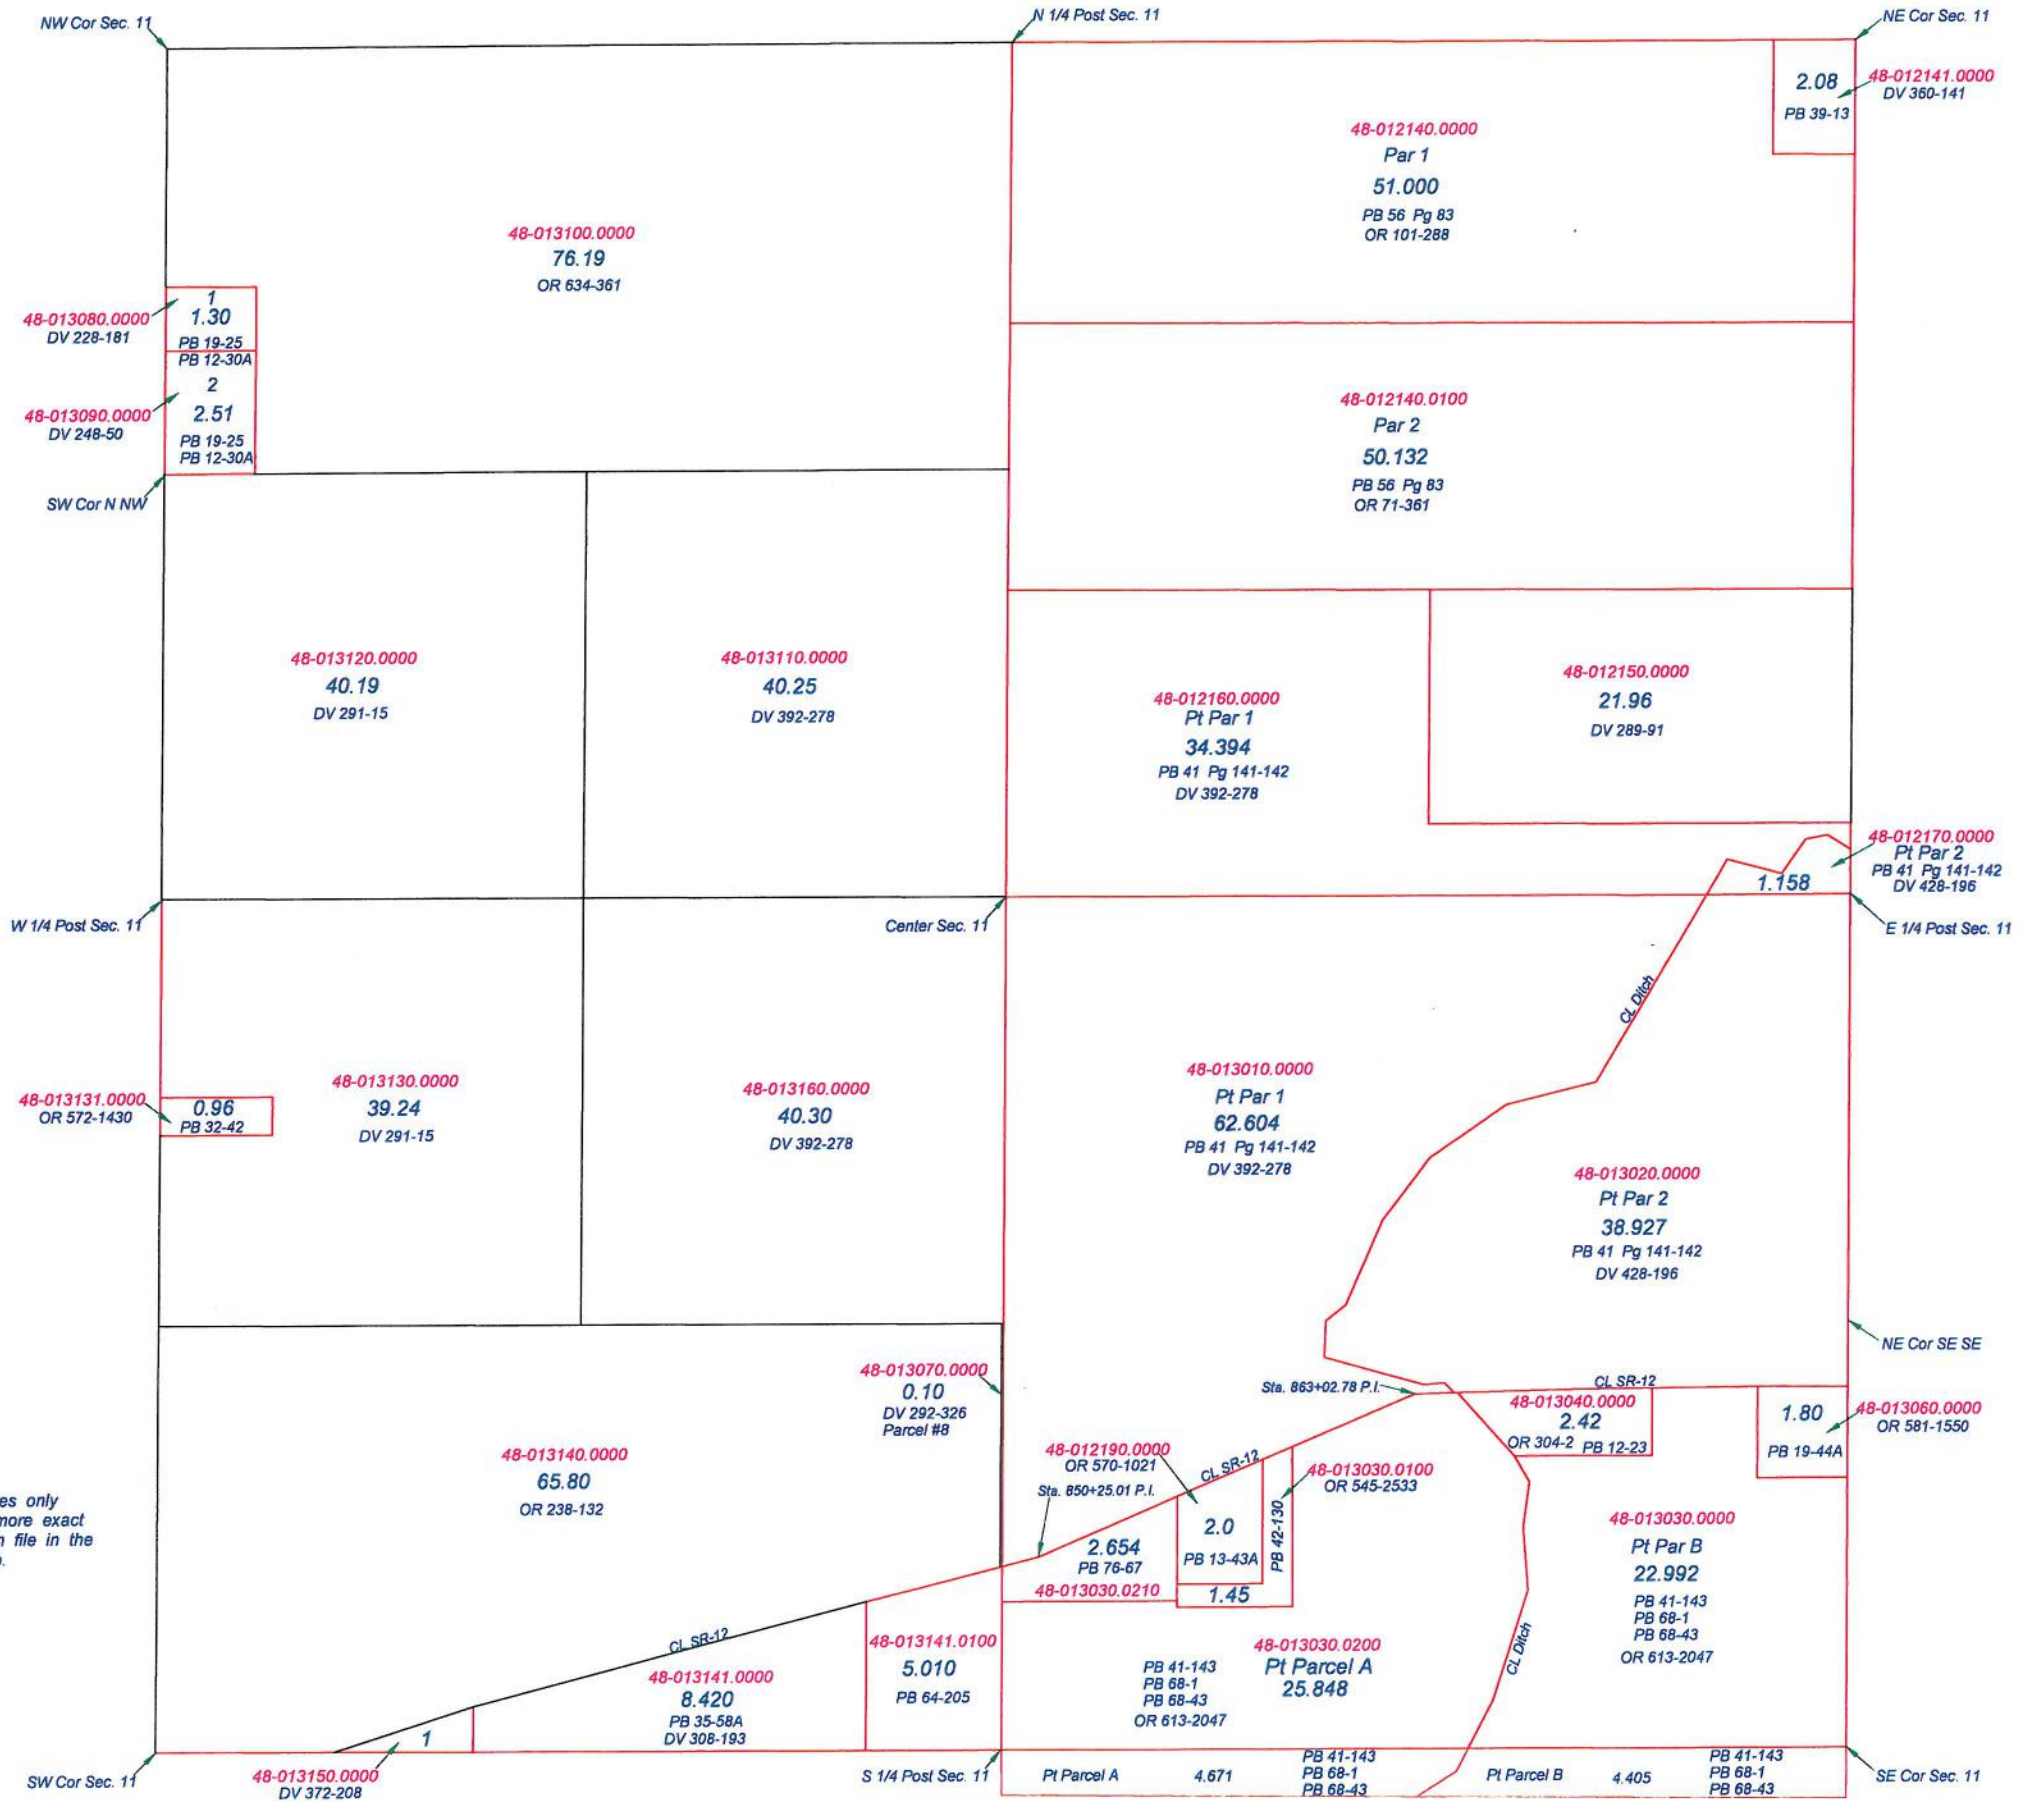 NW Cor Sec. 11
N 1/4 Post Sec. 11
NE Cor Sec. 11
2.08
PB 39-13
48-012141.0000
DV 360-141
48-012140.0000
Par 1
51.000
PB 56 Pg 83
OR 101-288
48-013100.0000
76.19
OR 634-361
1
1.30
PB 19-25
PB 12-30A
48-013080.0000
DV 228-181
2
2.51
PB 19-25
PB 12-30A
48-013090.0000
DV 248-50
SW Cor N NW
48-012140.0100
Par 2
50.132
PB 56 Pg 83
OR 71-361
48-013120.0000
40.19
DV 291-15
48-013110.0000
40.25
DV 392-278
48-012160.0000
Pt Par 1
34.394
PB 41 Pg 141-142
DV 392-278
48-012150.0000
21.96
DV 289-91
48-012170.0000
Pt Par 2
PB 41 Pg 141-142
DV 428-196
1.158
W 1/4 Post Sec. 11
Center Sec. 11
E 1/4 Post Sec. 11
CL Ditch
48-013131.0000
OR 572-1430
0.96
PB 32-42
48-013130.0000
39.24
DV 291-15
48-013160.0000
40.30
DV 392-278
48-013010.0000
Pt Par 1
62.604
PB 41 Pg 141-142
DV 392-278
48-013020.0000
Pt Par 2
38.927
PB 41 Pg 141-142
DV 428-196
NE Cor SE SE
48-013070.0000
0.10
DV 292-326
Parcel #8
Sta. 863+02.78 P.I.
CL SR-12
48-013040.0000
2.42
OR 304-2 PB 12-23
1.80
PB 19-44A
48-013060.0000
OR 581-1550
48-013140.0000
65.80
OR 238-132
48-012190.0000
OR 570-1021
CL SR-12
Sta. 850+25.01 P.I.
48-013030.0100
OR 545-2533
PB 42-130
2.0
PB 13-43A
2.654
PB 76-67
48-013030.0210
1.45
es only
more exact
n file in the
48-013030.0000
Pt Par B
22.992
PB 41-143
PB 68-1
PB 68-43
OR 613-2047
CL Ditch
CL SR-12
48-013141.0100
5.010
PB 64-205
48-013141.0000
8.420
PB 35-58A
DV 308-193
48-013030.0200
Pt Parcel A
25.848
PB 41-143
PB 68-1
PB 68-43
OR 613-2047
1
SW Cor Sec. 11
48-013150.0000
DV 372-208
S 1/4 Post Sec. 11
Pt Parcel A
4.671
PB 41-143
PB 68-1
PB 68-43
Pt Parcel B
4.405
PB 41-143
PB 68-1
PB 68-43
SE Cor Sec. 11